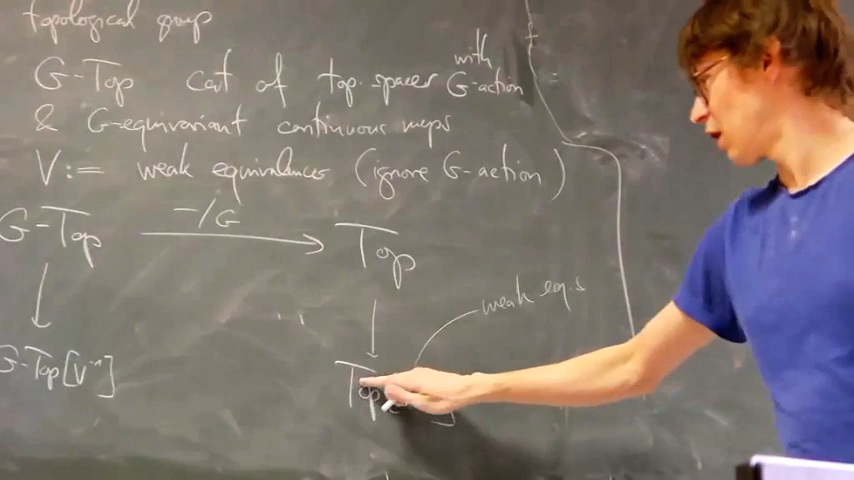 topological group
G-Top cat of top. spaces with G-action
& G-equivariant continuous maps
V := weak equivalences (ignore G-action)
G-Top -/G Top
weak eq.s
G-Top[V⁻¹] Top